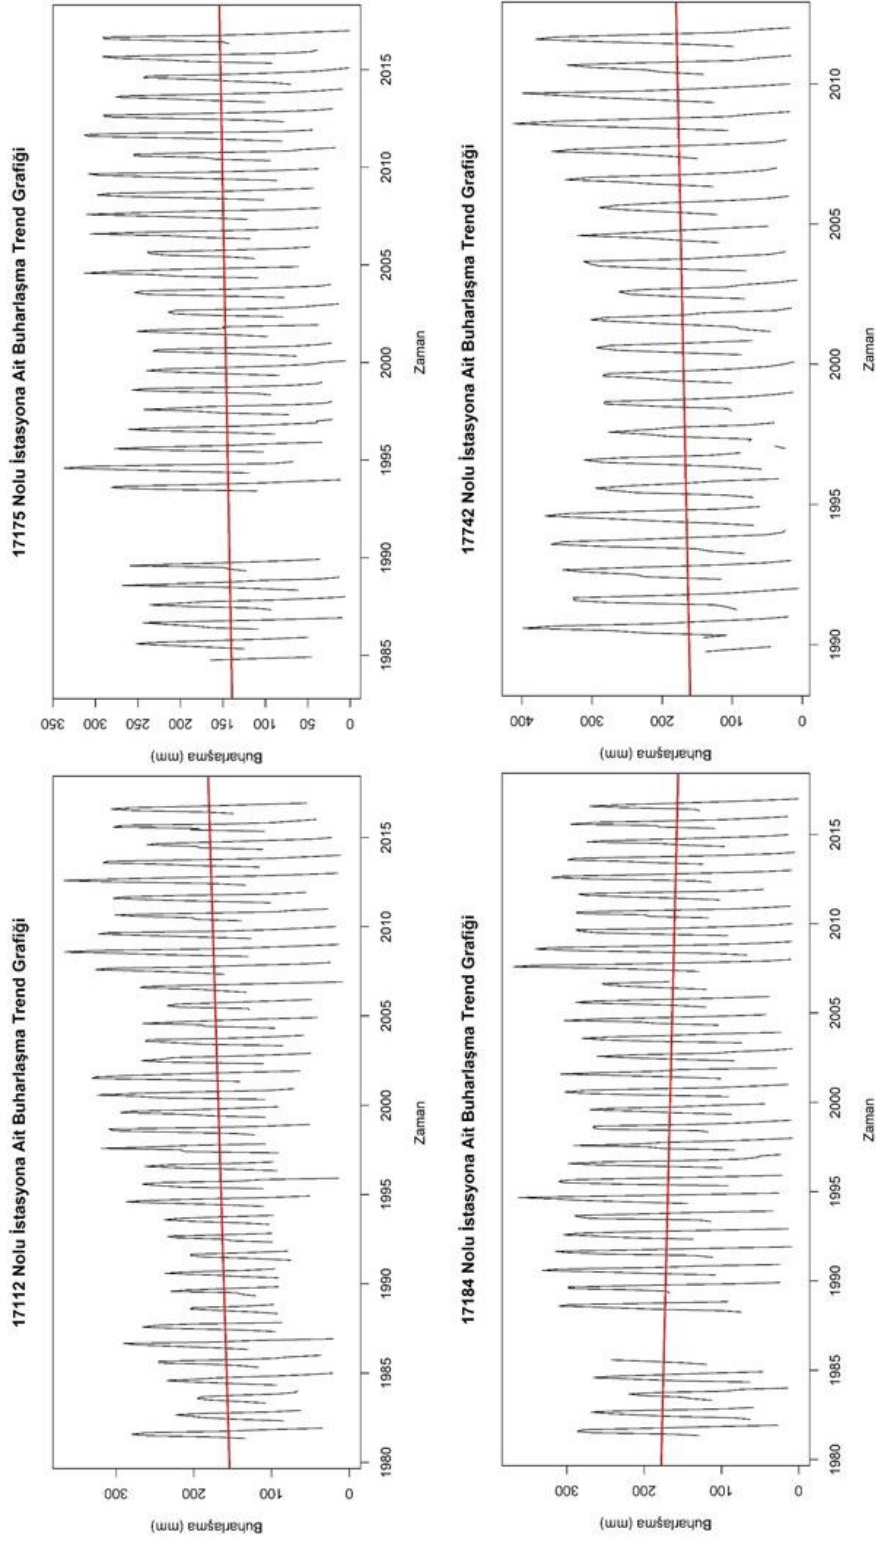 17112 Nolu İstasyona Ait Buharlaşma Trend Grafiği
Buharlaşma (mm)
300
200
100
0
1980 1985 1990 1995 2000 2005 2010 2015
Zaman
17175 Nolu İstasyona Ait Buharlaşma Trend Grafiği
Buharlaşma (mm)
350
300
250
200
150
100
50
0
1985 1990 1995 2000 2005 2010 2015
Zaman
17184 Nolu İstasyona Ait Buharlaşma Trend Grafiği
Buharlaşma (mm)
300
200
100
0
1980 1985 1990 1995 2000 2005 2010 2015
Zaman
17742 Nolu İstasyona Ait Buharlaşma Trend Grafiği
Buharlaşma (mm)
400
300
200
100
0
1990 1995 2000 2005 2010
Zaman